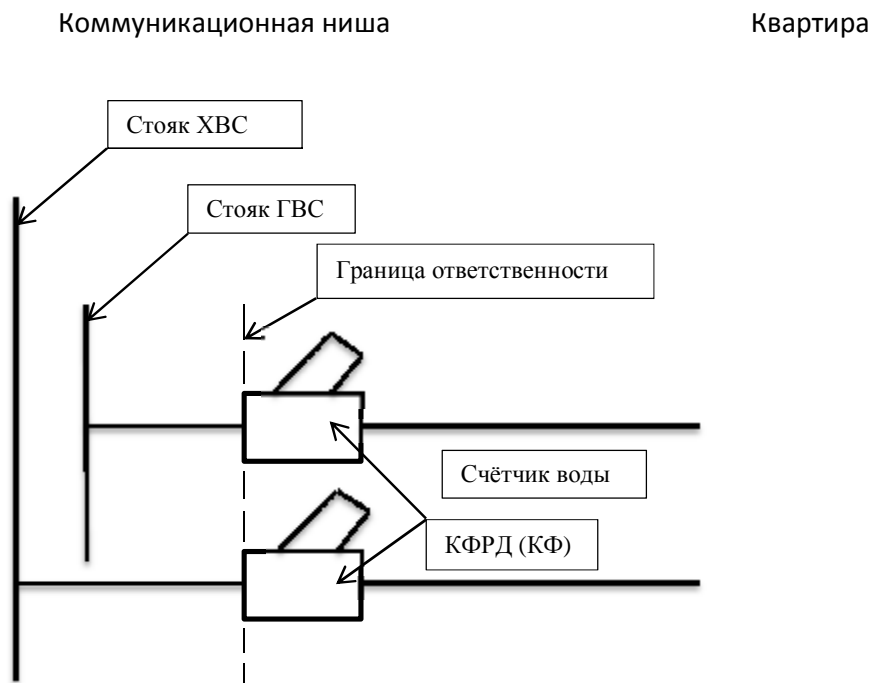 Коммуникационная ниша
Квартира
Стояк ХВС
Стояк ГВС
Граница ответственности
Счётчик воды
КФРД (КФ)